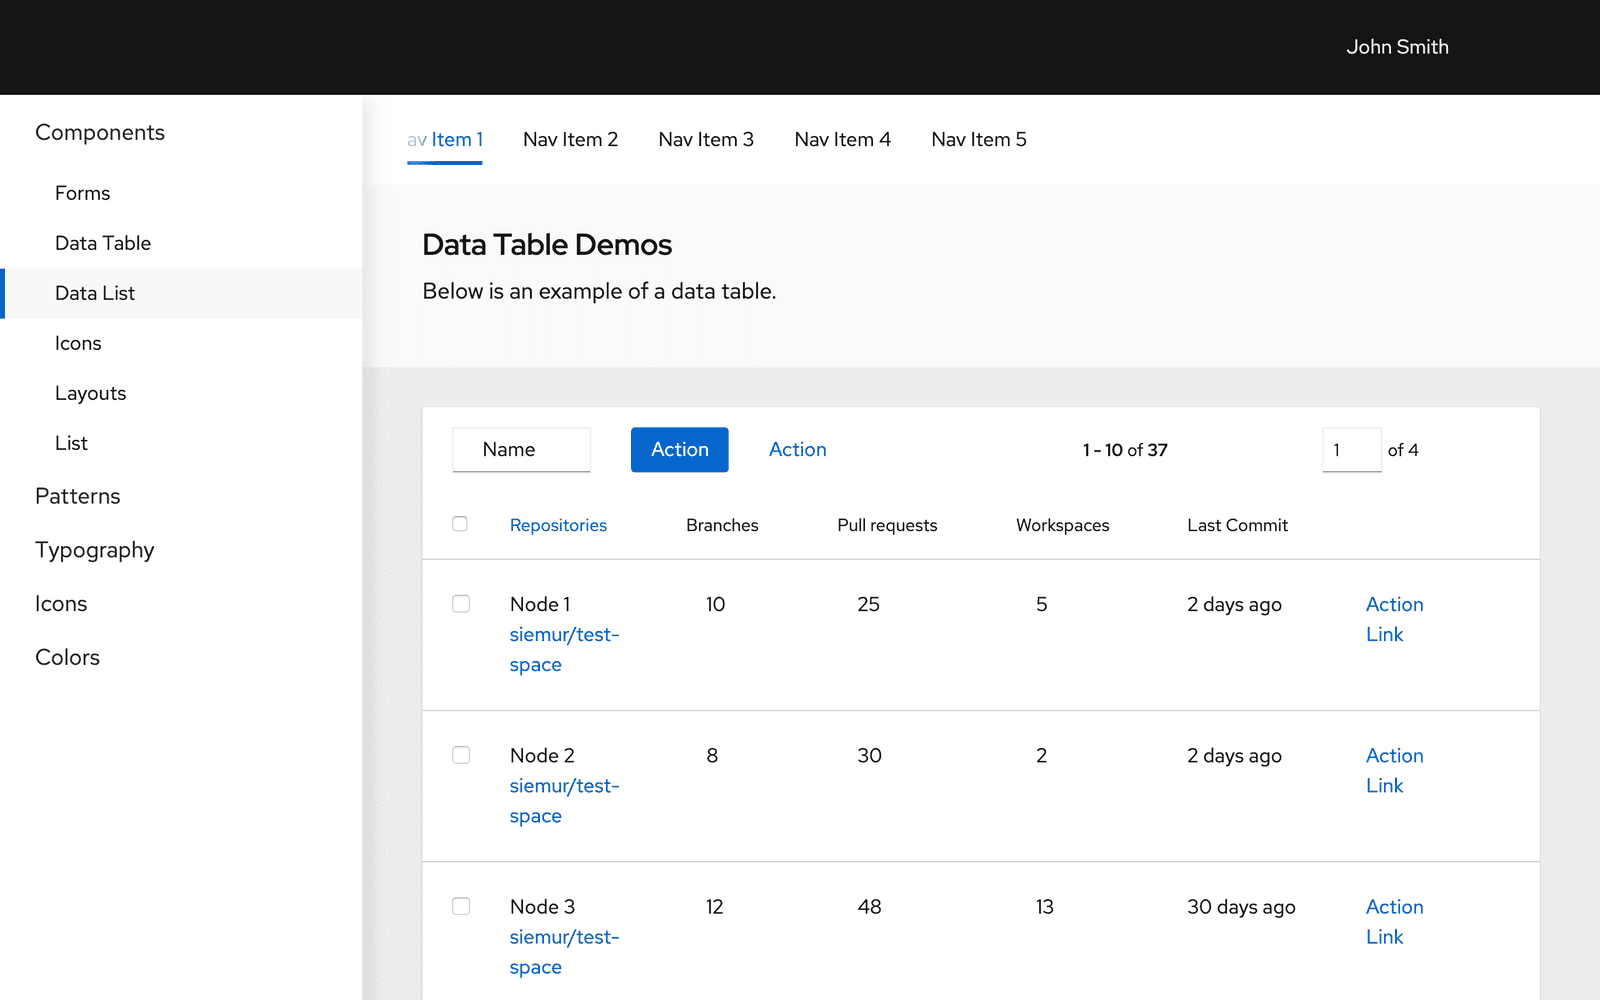 John Smith
Components
Forms
Data Table
Data List
Icons
Layouts
List
Patterns
Typography
Icons
Colors
av Item 1 Nav Item 2 Nav Item 3 Nav Item 4 Nav Item 5
Data Table Demos
Below is an example of a data table.
Name Action Action 1 - 10 of 37 1 of 4
Repositories Branches Pull requests Workspaces Last Commit
Node 1 10 25 5 2 days ago Action
siemur/test- Link
space
Node 2 8 30 2 2 days ago Action
siemur/test- Link
space
Node 3 12 48 13 30 days ago Action
siemur/test- Link
space